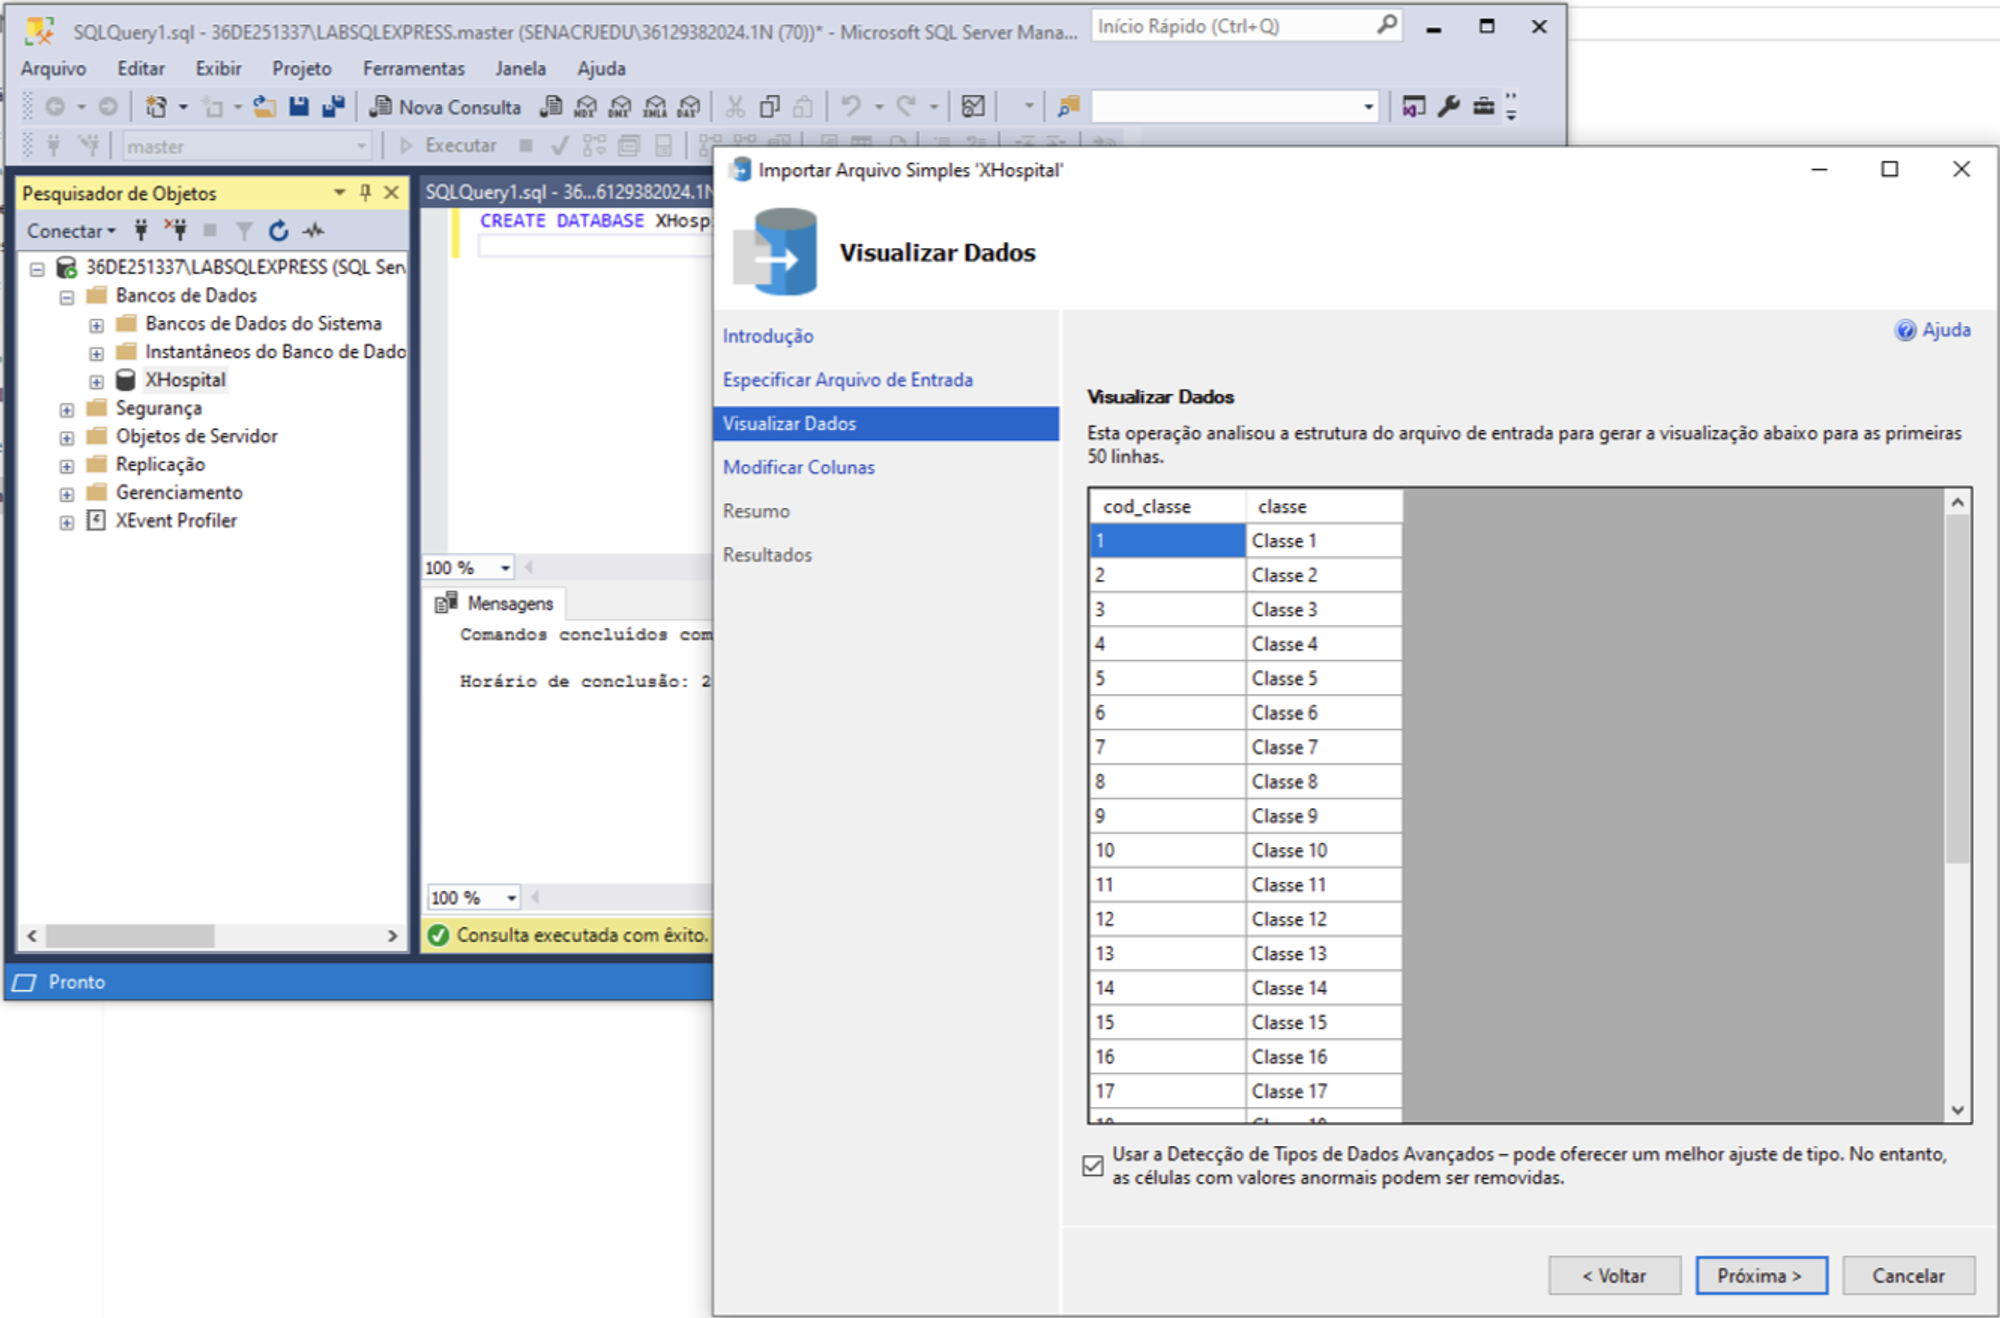 SQLQuery1.sql - 36DE251337\LABSQLEXPRESS.master (SENACRJEDU\36129382024.1N (70))* - Microsoft SQL Server Mana...
Início Rápido (Ctrl+Q)
Arquivo Editar Exibir Projeto Ferramentas Janela Ajuda
Nova Consulta MDX DMX XMLA DAX
master Executar
Pesquisador de Objetos
Conectar
36DE251337\LABSQLEXPRESS (SQL Ser
Bancos de Dados
Bancos de Dados do Sistema
Instantâneos do Banco de Dado
XHospital
Segurança
Objetos de Servidor
Replicação
Gerenciamento
XEvent Profiler
SQLQuery1.sql - 36...6129382024.1N
CREATE DATABASE XHosp
100 %
Mensagens
Comandos concluídos com
Horário de conclusão: 2
100 %
Consulta executada com êxito.
Pronto
Importar Arquivo Simples 'XHospital'
Visualizar Dados
Introdução
Especificar Arquivo de Entrada
Visualizar Dados
Modificar Colunas
Resumo
Resultados
Ajuda
Visualizar Dados
Esta operação analisou a estrutura do arquivo de entrada para gerar a visualização abaixo para as primeiras
50 linhas.
cod_classe classe
1 Classe 1
2 Classe 2
3 Classe 3
4 Classe 4
5 Classe 5
6 Classe 6
7 Classe 7
8 Classe 8
9 Classe 9
10 Classe 10
11 Classe 11
12 Classe 12
13 Classe 13
14 Classe 14
15 Classe 15
16 Classe 16
17 Classe 17
Usar a Detecção de Tipos de Dados Avançados – pode oferecer um melhor ajuste de tipo. No entanto,
as células com valores anormais podem ser removidas.
< Voltar Próxima > Cancelar